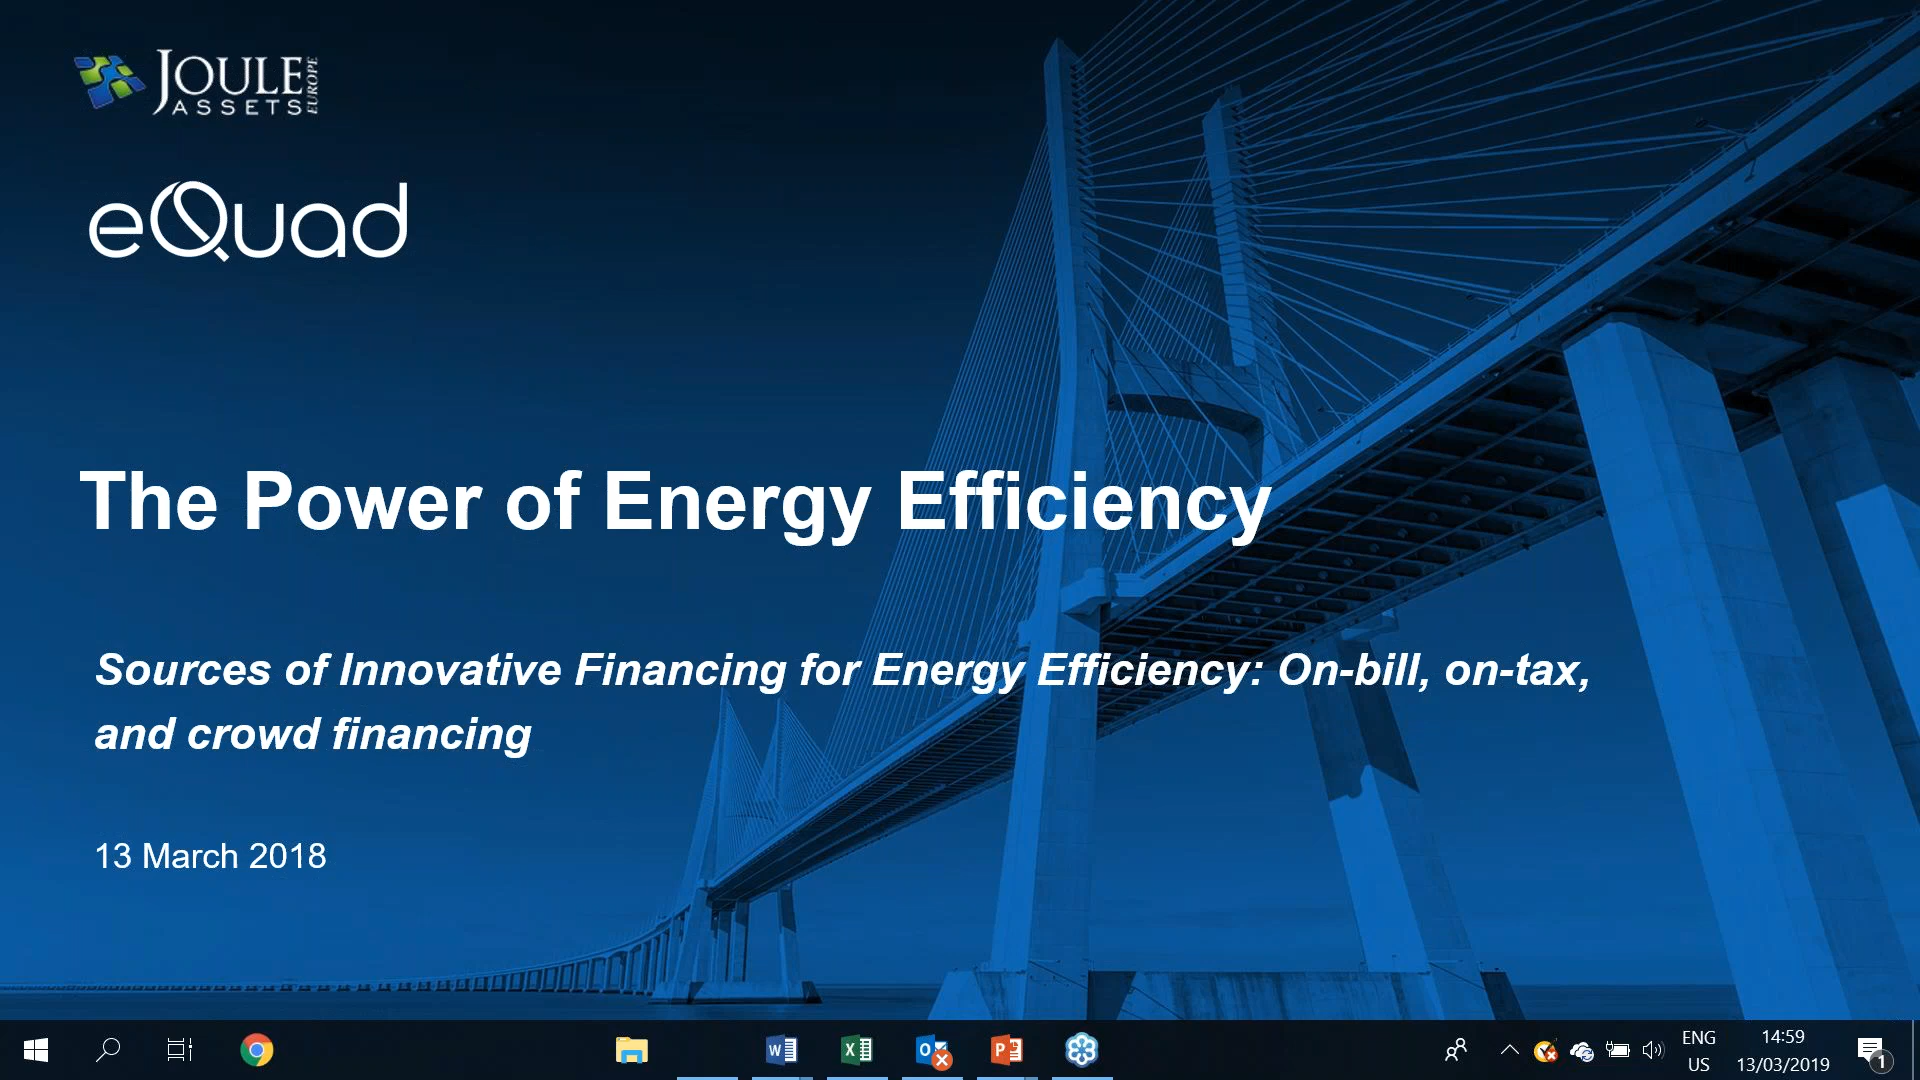 JOULE
ASSETS
EUROPE
eQuad
The Power of Energy Efficiency
Sources of Innovative Financing for Energy Efficiency: On-bill, on-tax,
and crowd financing
13 March 2018
ENG
US
14:59
13/03/2019
1